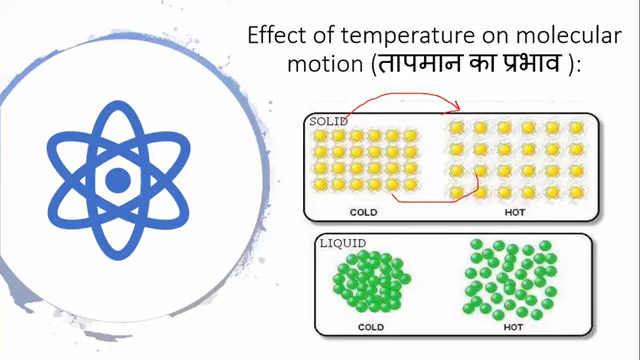 Effect of temperature on molecular
motion (तापमान का प्रभाव ):
SOLID
COLD HOT
LIQUID
COLD HOT